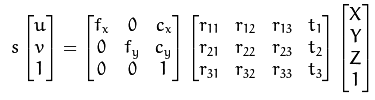 s [u v 1] = [f_x 0 c_x; 0 f_y c_y; 0 0 1] [r_11 r_12 r_13 t_1; r_21 r_22 r_23 t_2; r_31 r_32 r_33 t_3] [X Y Z 1]